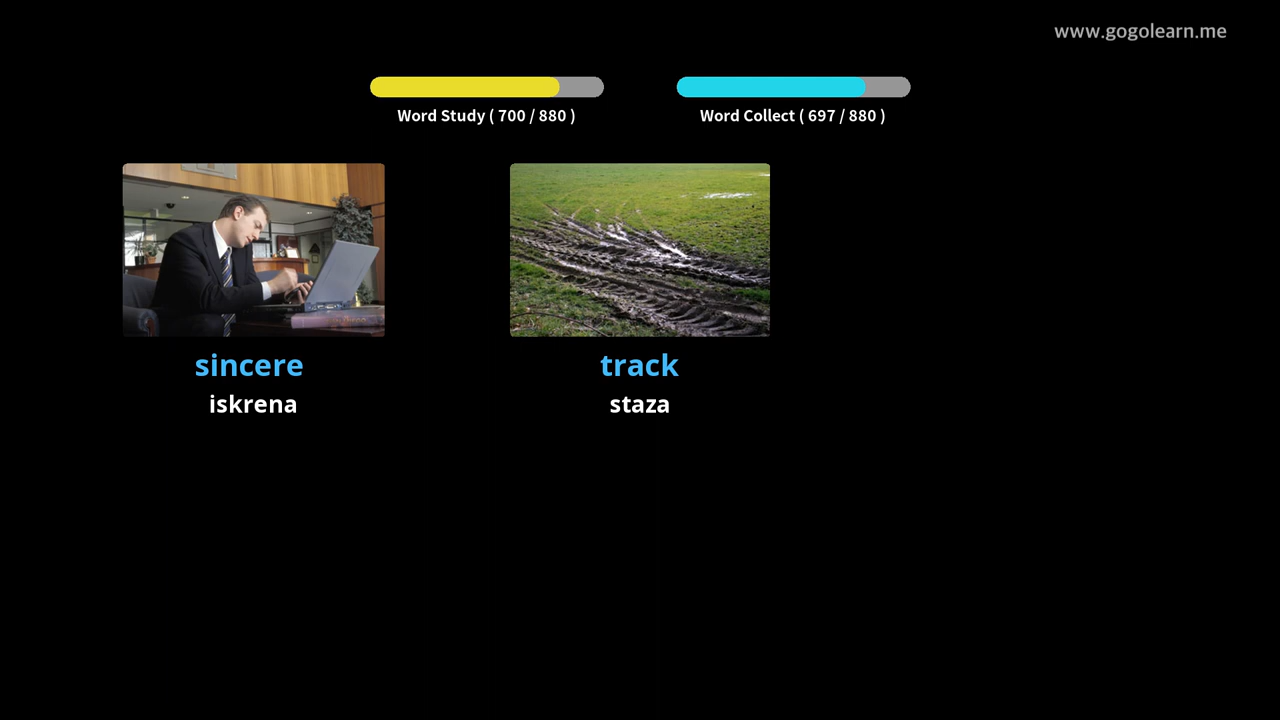 www.gogolearn.me
Word Study ( 700 / 880 )
Word Collect ( 697 / 880 )
sincere
iskrena
track
staza